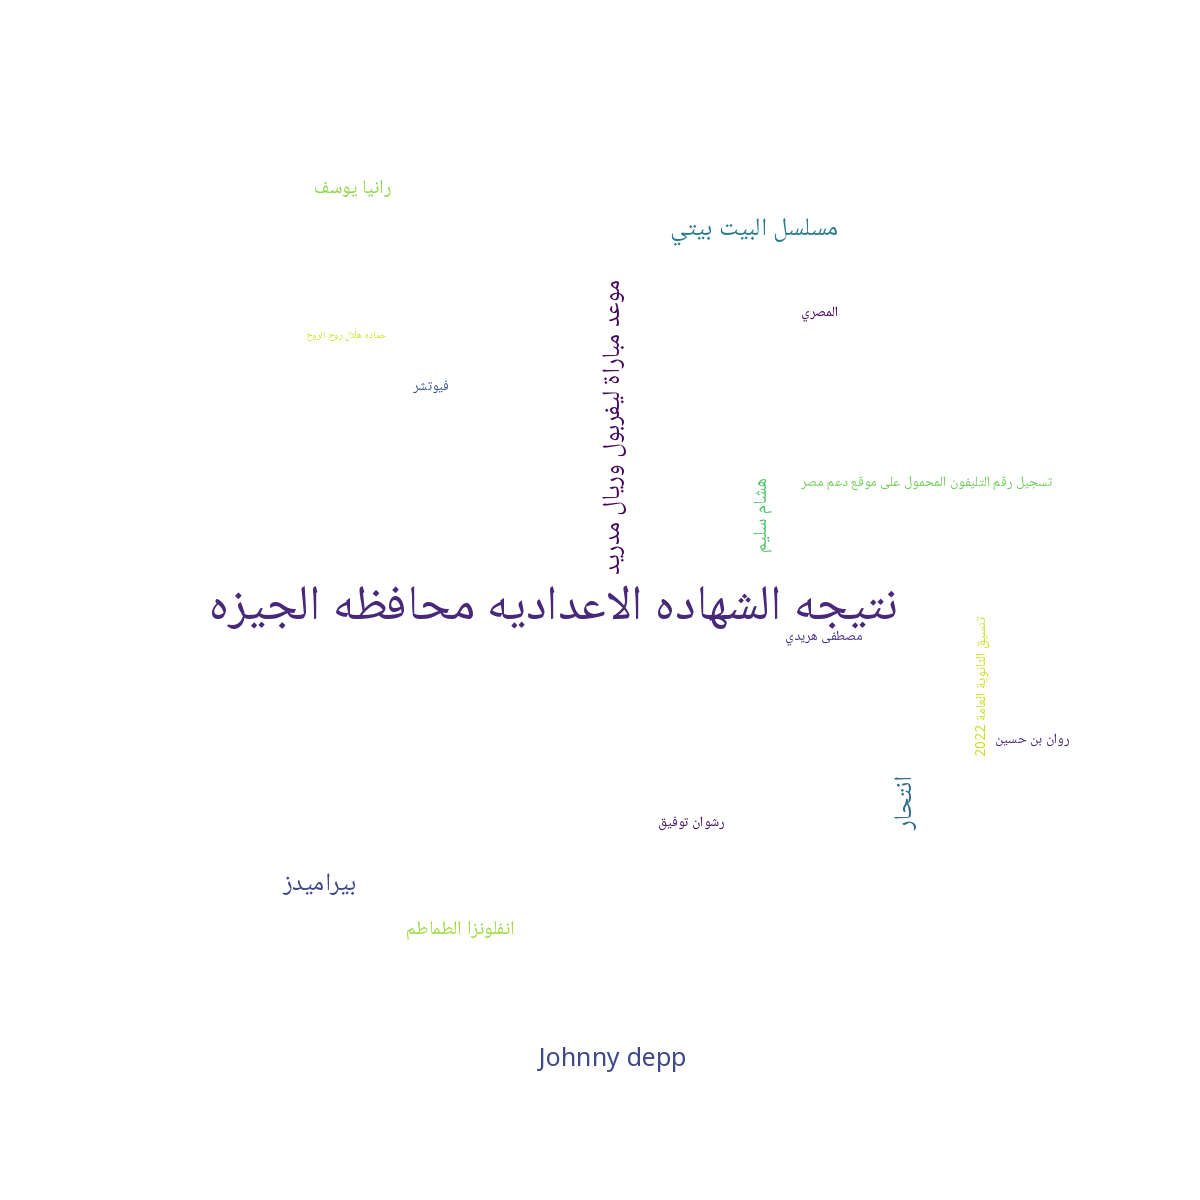 رانيا يوسف
مسلسل البيت بيتي
موعد مباراة ليفربول وريال مدريد
المصري
حماده هلال روح الروح
فيوتشر
هشام سليم
تسجيل رقم التليفون المحمول على موقع دعم مصر
نتيجه الشهاده الاعداديه محافظه الجيزه
مصطفى هريدي
تنسيق الثانوية العامة 2022
روان بن حسين
انتحار
رشوان توفيق
بيراميدز
انفلونزا الطماطم
Johnny depp